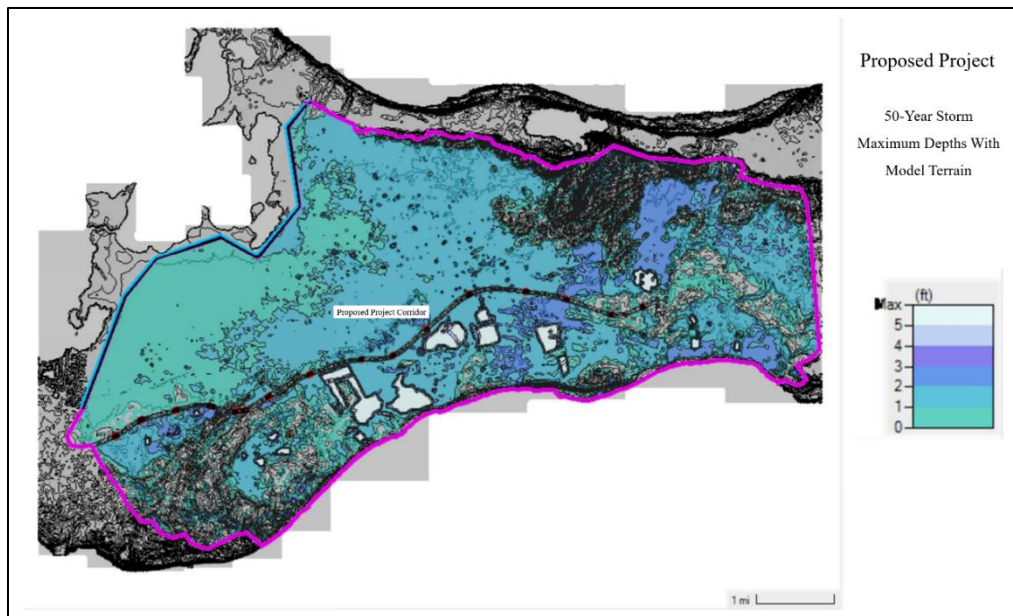 Proposed Project
50-Year Storm
Maximum Depths With
Model Terrain
Proposed Project Corridor
(ft)
Max
5
4
3
2
1
0
1 mi